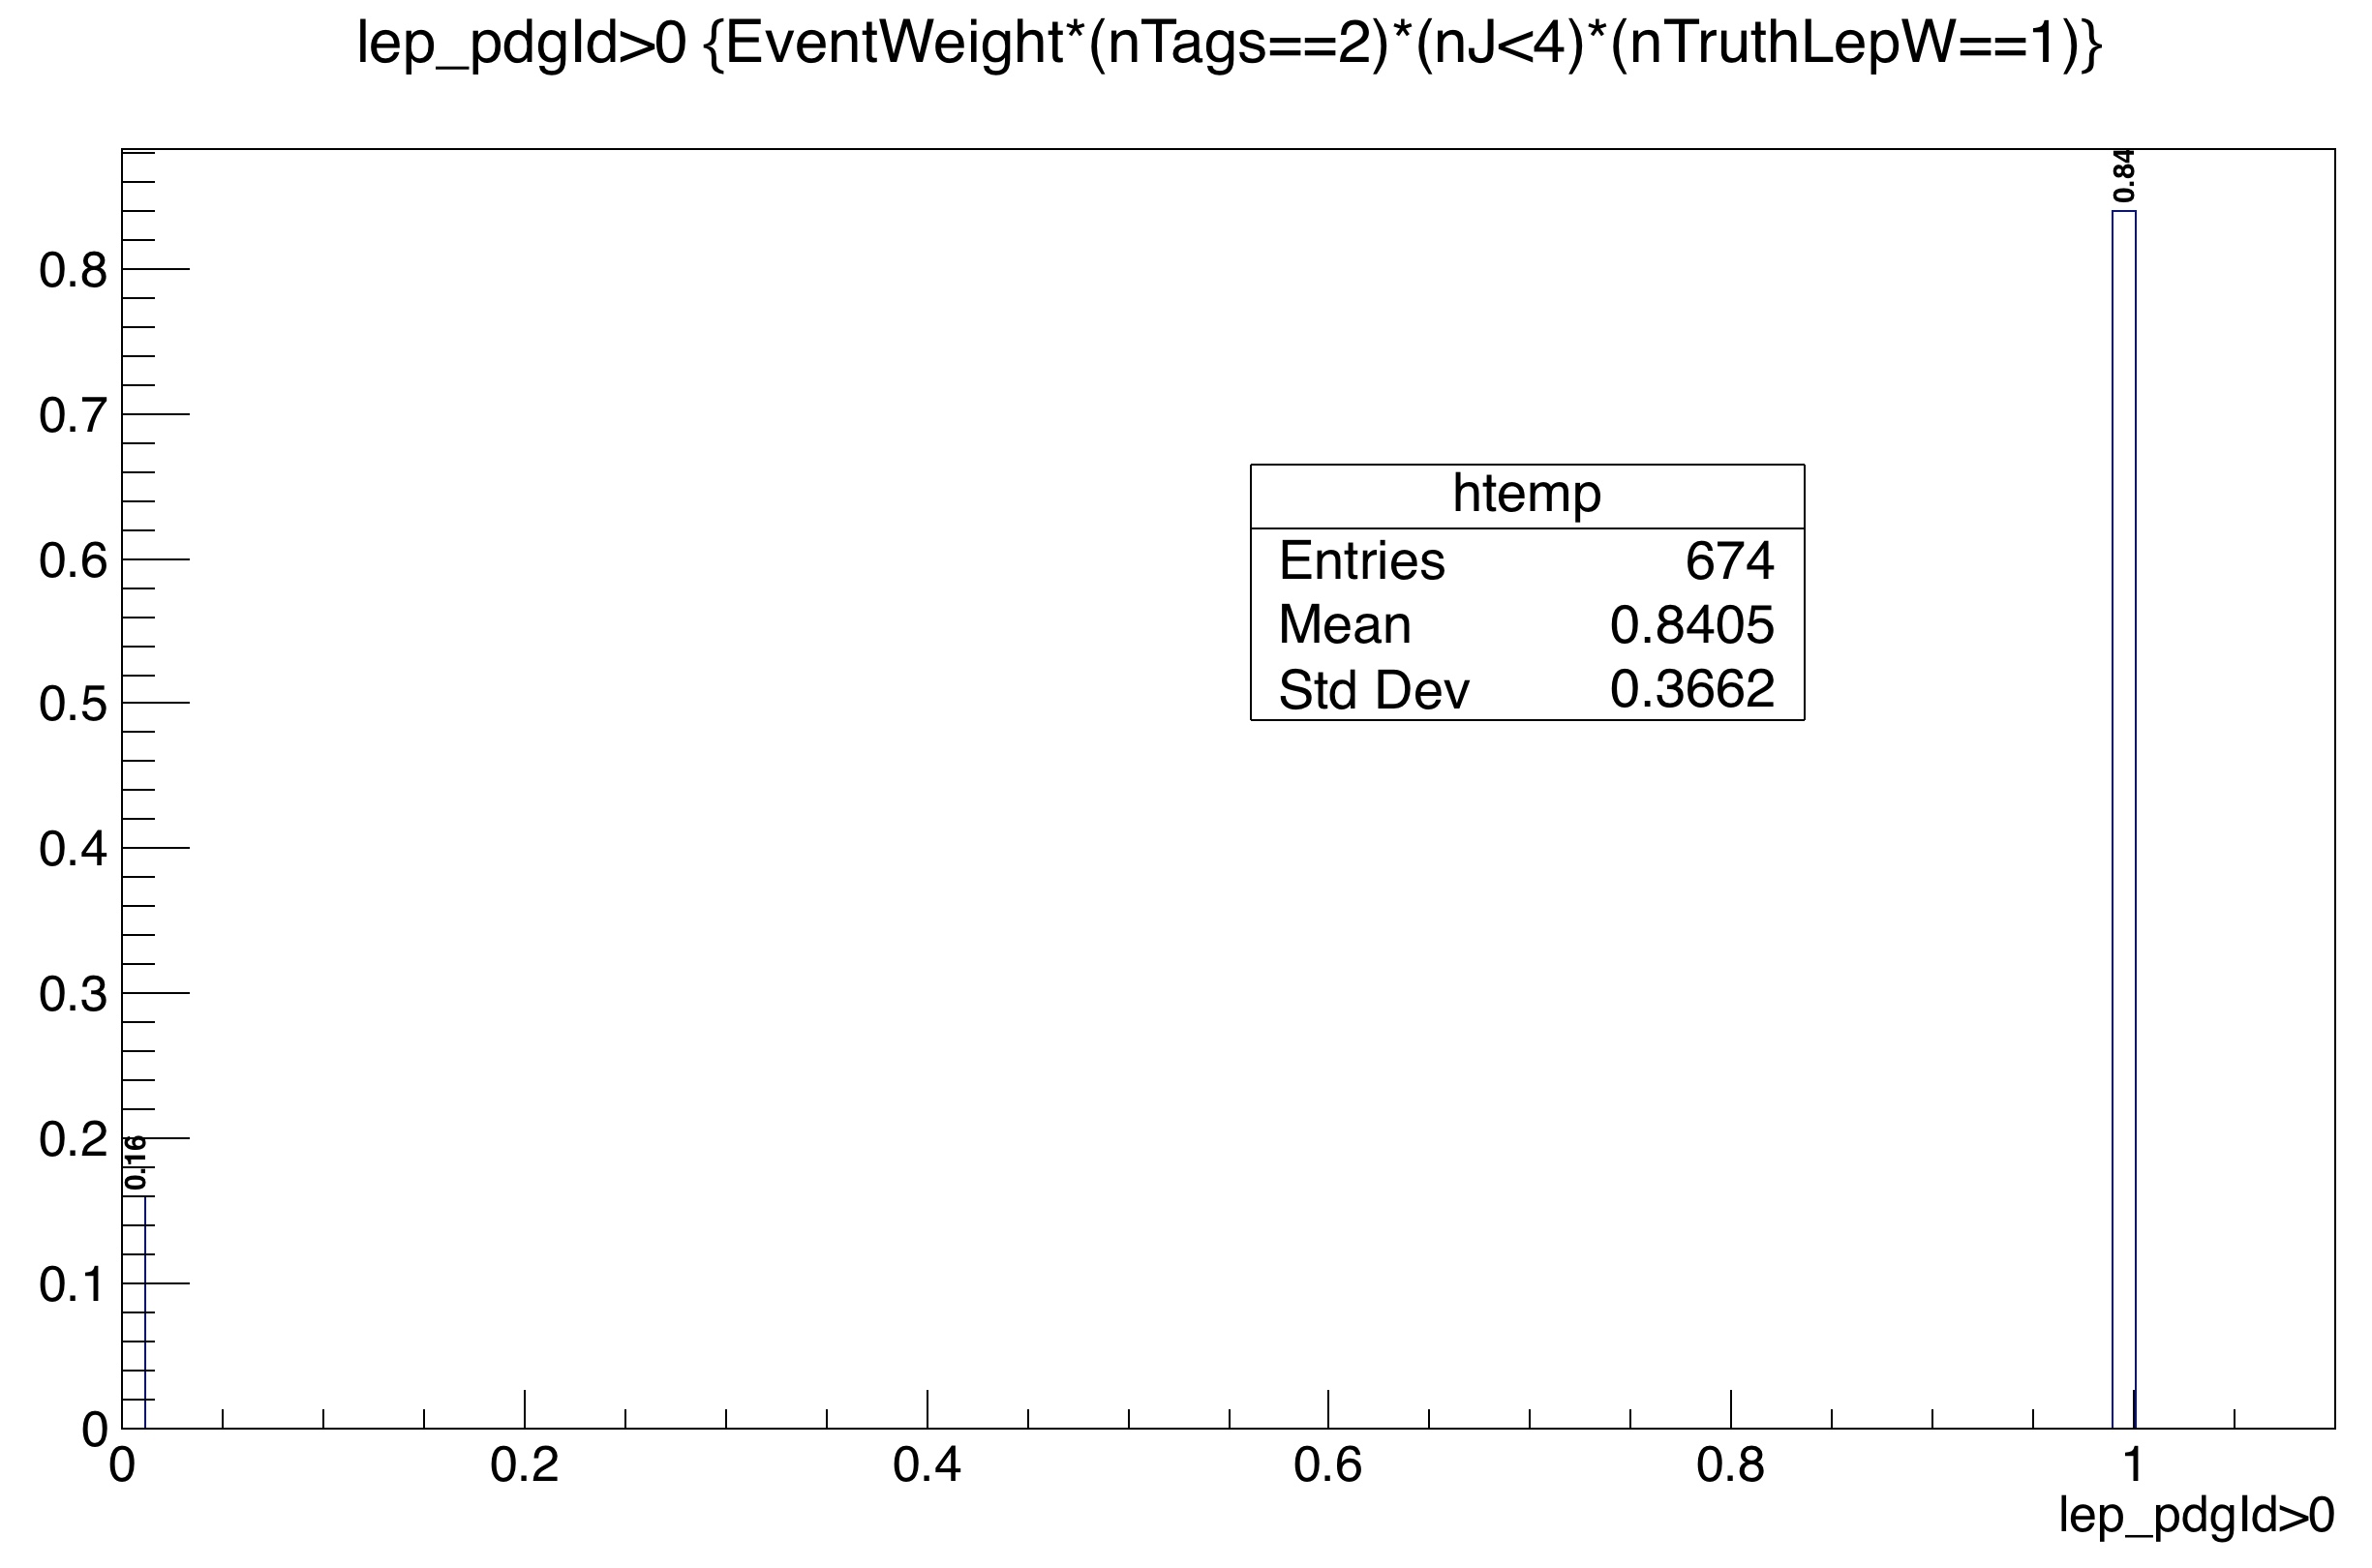 lep_pdgId>0 {EventWeight*(nTags==2)*(nJ<4)*(nTruthLepW==1)}
0.84
0.8
0.7
htemp
Entries 674
Mean 0.8405
Std Dev 0.3662
0.6
0.5
0.4
0.3
0.2
0.16
0.1
0
0 0.2 0.4 0.6 0.8 1
lep_pdgId>0